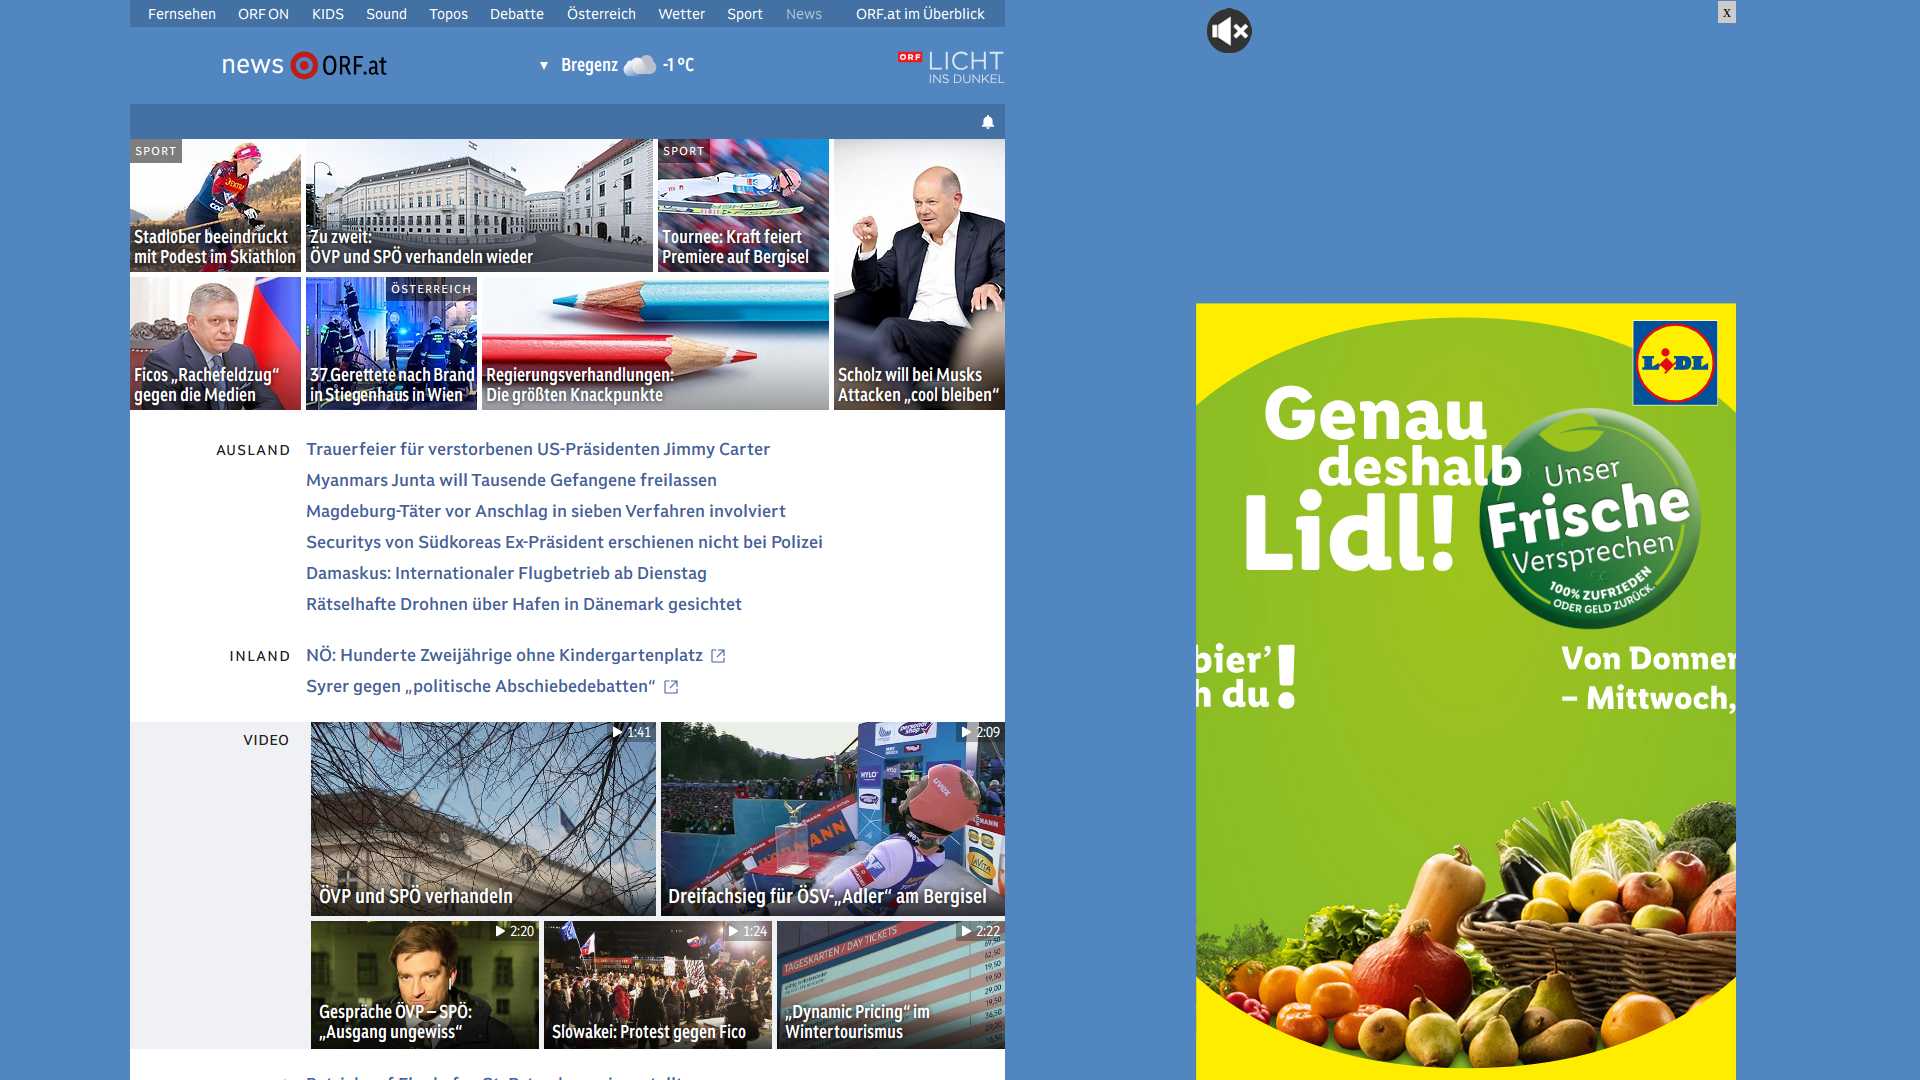 Fernsehen ORF ON KIDS Sound Topos Debatte Österreich Wetter Sport News ORF.at im Überblick
news ORF.at
Bregenz -1 °C
ORF LICHT
INS DUNKEL
x
SPORT
Stadlober beeindruckt
mit Podest im Skiathlon
Zu zweit:
ÖVP und SPÖ verhandeln wieder
SPORT
Tournee: Kraft feiert
Premiere auf Bergisel
Scholz will bei Musks
Attacken „cool bleiben“
Ficos „Rachefeldzug“
gegen die Medien
ÖSTERREICH
37 Gerettete nach Brand
in Stiegenhaus in Wien
Regierungsverhandlungen:
Die größten Knackpunkte
AUSLAND
Trauerfeier für verstorbenen US-Präsidenten Jimmy Carter
Myanmars Junta will Tausende Gefangene freilassen
Magdeburg-Täter vor Anschlag in sieben Verfahren involviert
Securitys von Südkoreas Ex-Präsident erschienen nicht bei Polizei
Damaskus: Internationaler Flugbetrieb ab Dienstag
Rätselhafte Drohnen über Hafen in Dänemark gesichtet
INLAND
NÖ: Hunderte Zweijährige ohne Kindergartenplatz
Syrer gegen „politische Abschiebedebatten“
VIDEO
1:41
ÖVP und SPÖ verhandeln
2:09
Dreifachsieg für ÖSV-„Adler“ am Bergisel
2:20
Gespräche ÖVP – SPÖ:
„Ausgang ungewiss“
1:24
Slowakei: Protest gegen Fico
2:22
TAGESKARTEN / DAY TICKETS
„Dynamic Pricing“ im
Wintertourismus
LIDL
Genau
deshalb
Lidl!
Unser
Frische
Versprechen
100% ZUFRIEDEN
ODER GELD ZURÜCK.
bier’
h du!
Von Donner
– Mittwoch,